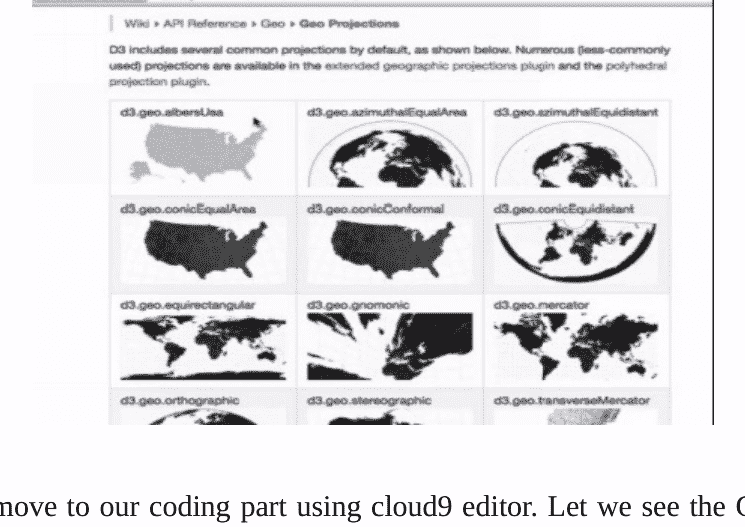 Wiki ▸ API Reference ▸ Geo ▸ Geo Projections
D3 includes several common projections by default, as shown below. Numerous (less-commonly
used) projections are available in the extended geographic projections plugin and the polyhedral
projection plugin.
d3.geo.albersUsa d3.geo.azimuthalEqualArea d3.geo.azimuthalEquidistant
d3.geo.conicEqualArea d3.geo.conicConformal d3.geo.conicEquidistant
d3.geo.equirectangular d3.geo.gnomonic d3.geo.mercator
d3.geo.orthographic d3.geo.stereographic d3.geo.transverseMercator
move to our coding part using cloud9 editor. Let we see the